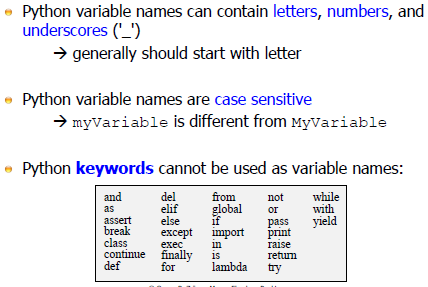 Python variable names can contain letters, numbers, and
underscores ('_')
→ generally should start with letter
Python variable names are case sensitive
→ myVariable is different from MyVariable
Python keywords cannot be used as variable names:
and del from not while
as elif global or with
assert else if pass yield
break except import print
class exec in raise
continue finally is return
def for lambda try